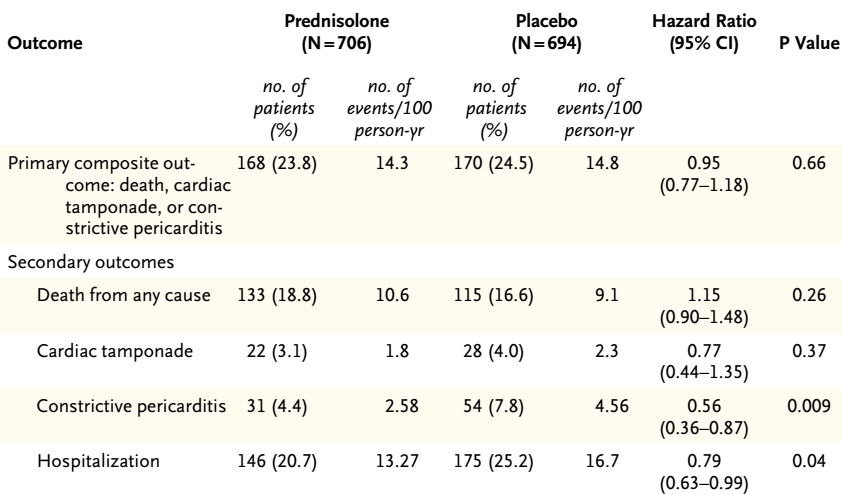 Outcome Prednisolone (N=706) Placebo (N=694) Hazard Ratio (95% CI) P Value
no. of patients (%) no. of events/100 person-yr no. of patients (%) no. of events/100 person-yr
Primary composite out- 168 (23.8) 14.3 170 (24.5) 14.8 0.95 0.66
come: death, cardiac (0.77–1.18)
tamponade, or con-
strictive pericarditis
Secondary outcomes
Death from any cause 133 (18.8) 10.6 115 (16.6) 9.1 1.15 0.26
(0.90–1.48)
Cardiac tamponade 22 (3.1) 1.8 28 (4.0) 2.3 0.77 0.37
(0.44–1.35)
Constrictive pericarditis 31 (4.4) 2.58 54 (7.8) 4.56 0.56 0.009
(0.36–0.87)
Hospitalization 146 (20.7) 13.27 175 (25.2) 16.7 0.79 0.04
(0.63–0.99)